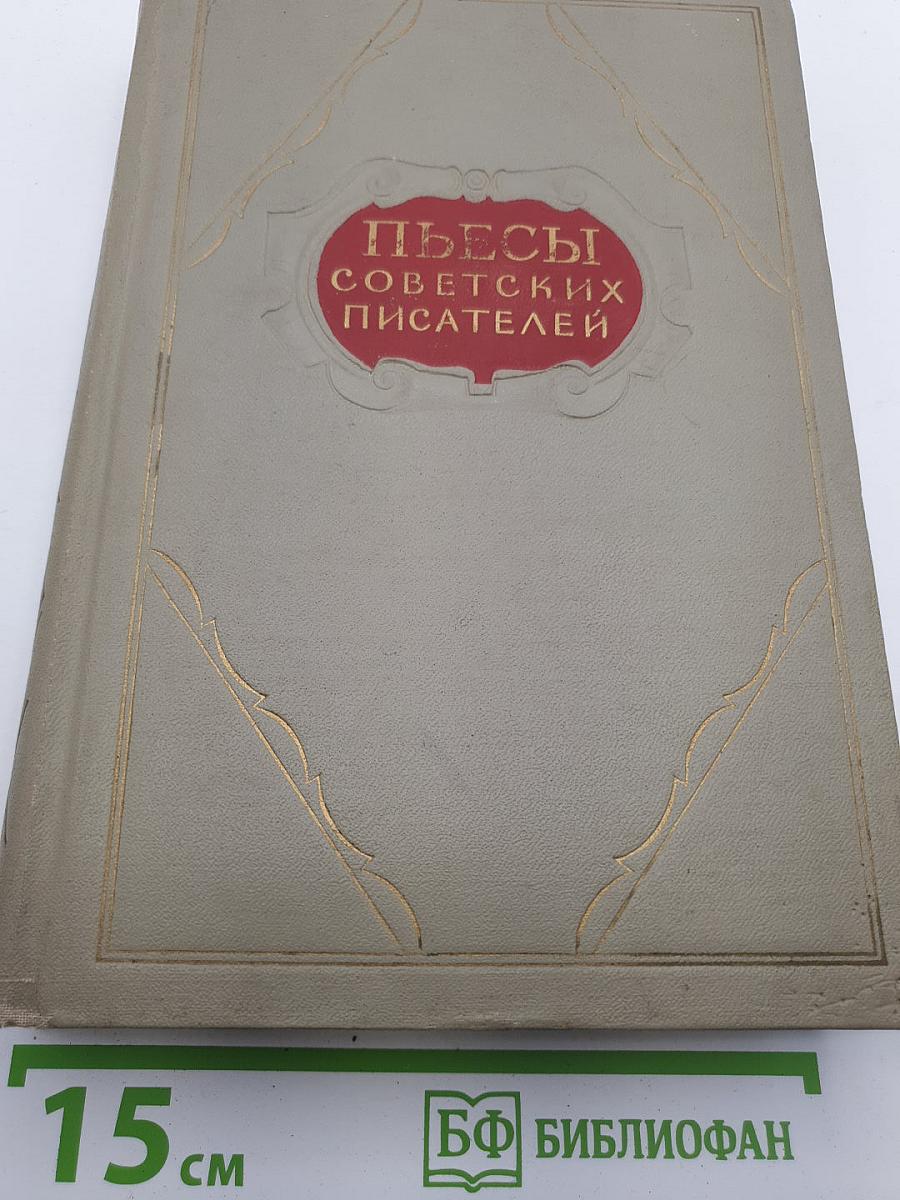 ПЬЕСЫ
СОВЕТСКИХ
ПИСАТЕЛЕЙ
15 см
БФ БИБЛИОФАН